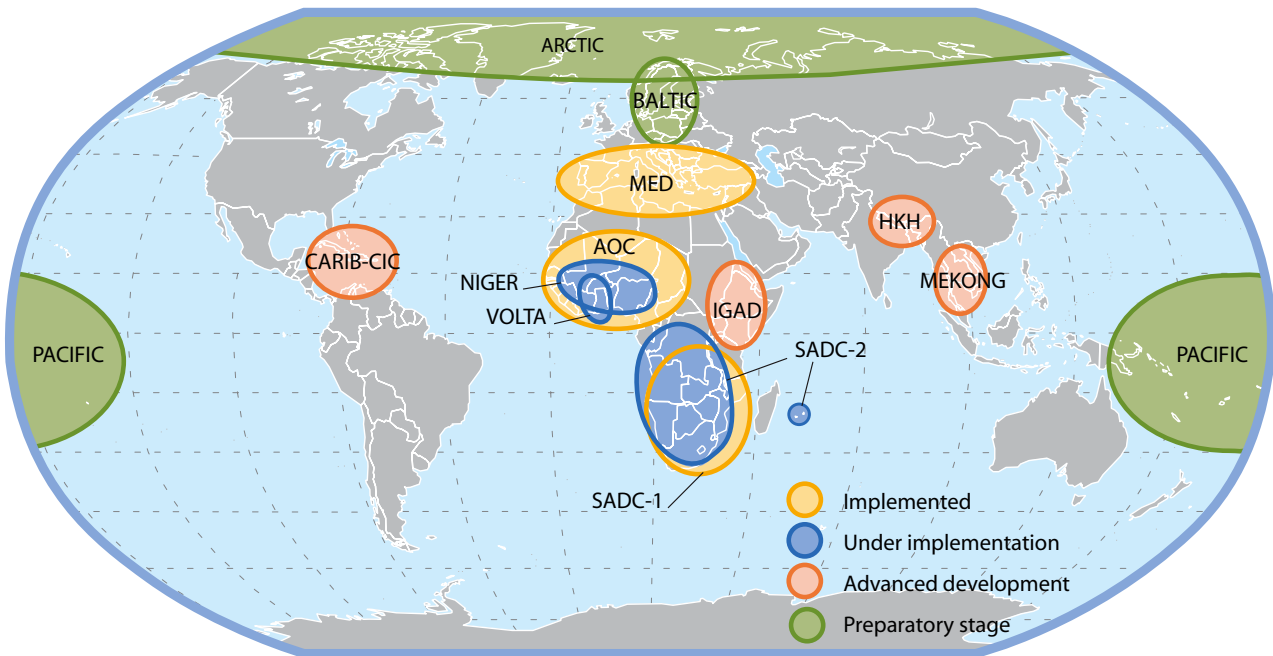 ARCTIC
BALTIC
MED
HKH
CARIB-CIC
AOC
MEKONG
NIGER
IGAD
VOLTA
PACIFIC
SADC-2
PACIFIC
SADC-1
Implemented
Under implementation
Advanced development
Preparatory stage